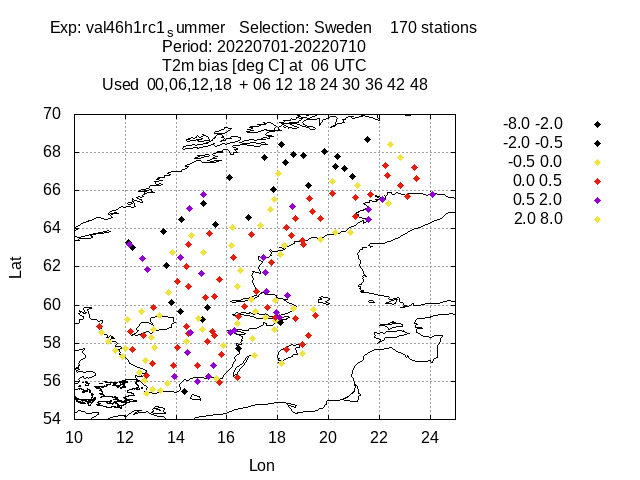 Exp: val46h1rc1summer Selection: Sweden 170 stations
Period: 20220701-20220710
T2m bias [deg C] at 06 UTC
Used 00,06,12,18 + 06 12 18 24 30 36 42 48
70
68
66
64
62
60
58
56
54
Lat
10 12 14 16 18 20 22 24
Lon
-8.0 -2.0
-2.0 -0.5
-0.5 0.0
0.0 0.5
0.5 2.0
2.0 8.0